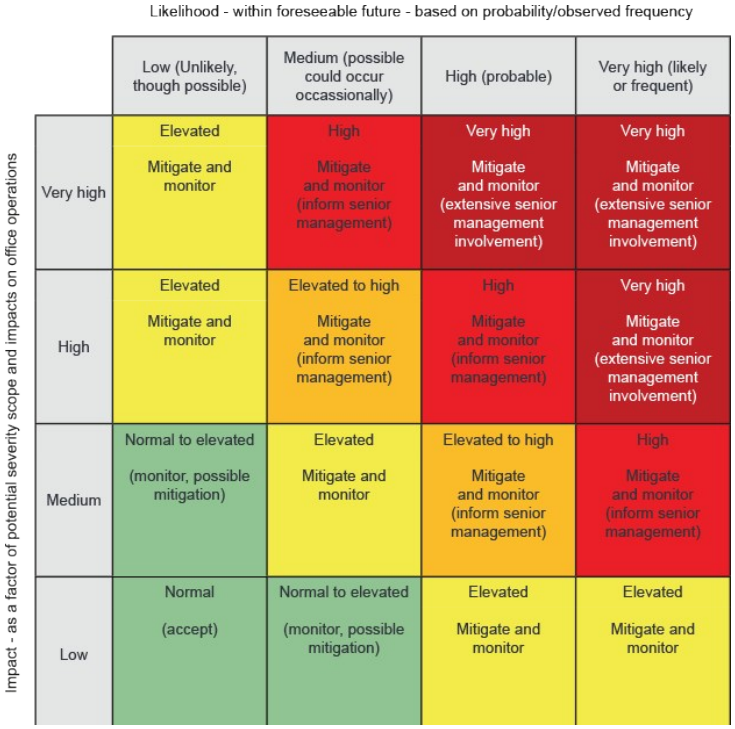 Likelihood - within foreseeable future - based on probability/observed frequency
Low (Unlikely,
though possible)
Medium (possible
could occur
occassionally)
High (probable)
Very high (likely
or frequent)
Impact - as a factor of potential severity scope and impacts on office operations
Very high
Elevated
Mitigate and
monitor
High
Mitigate
and monitor
(inform senior
management)
Very high
Mitigate
and monitor
(extensive senior
management
involvement)
Very high
Mitigate
and monitor
(extensive senior
management
involvement)
High
Elevated
Mitigate and
monitor
Elevated to high
Mitigate
and monitor
(inform senior
management)
High
Mitigate
and monitor
(inform senior
management)
Very high
Mitigate
and monitor
(extensive senior
management
involvement)
Medium
Normal to elevated
(monitor, possible
mitigation)
Elevated
Mitigate and
monitor
Elevated to high
Mitigate
and monitor
(inform senior
management)
High
Mitigate
and monitor
(inform senior
management)
Low
Normal
(accept)
Normal to elevated
(monitor, possible
mitigation)
Elevated
Mitigate and
monitor
Elevated
Mitigate and
monitor